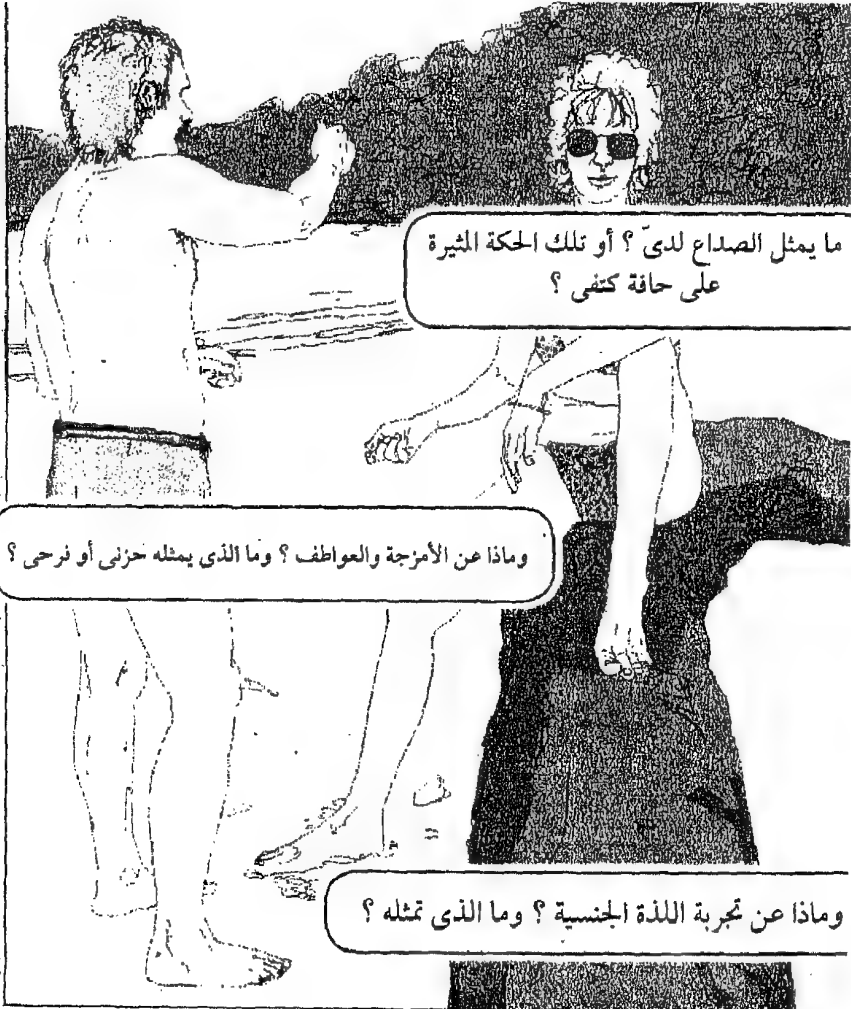 ما يمثل الصداع لدىّ ؟ أو تلك الحكة المثيرة
على حافة كتفى ؟
وماذا عن الأمزجة والعواطف ؟ وما الذى يمثله حزنى أو فرحى ؟
وماذا عن تجربة اللذة الجنسية ؟ وما الذى تمثله ؟